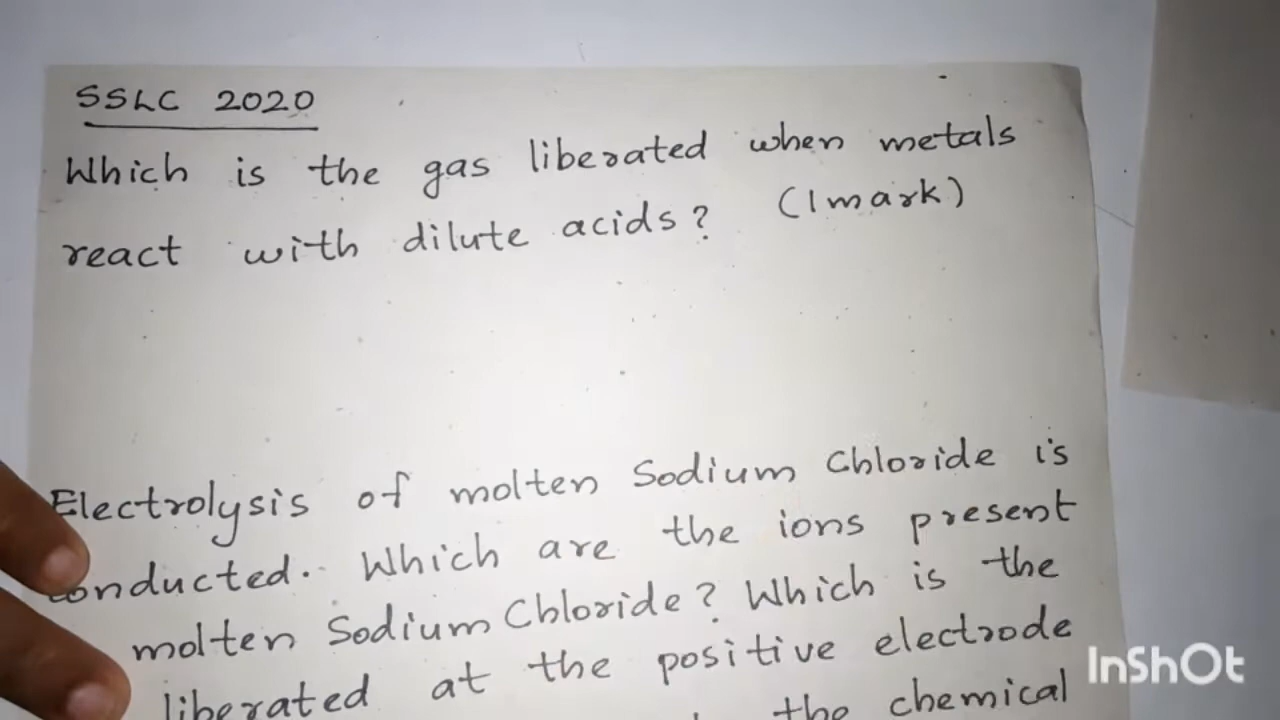 SSLC 2020
Which is the gas liberated when metals
react with dilute acids? (1 mark)
Electrolysis of molten Sodium Chloride is
conducted. Which are the ions present
molten Sodium Chloride? Which is the
liberated at the positive electrode
the chemical
InShOt